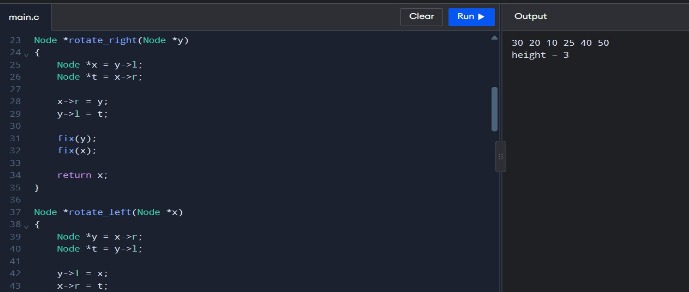 main.c
Clear
Run ▶
Output
23 Node *rotate_right(Node *y)
24 {
25 Node *x = y->l;
26 Node *t = x->r;
27
28 x->r = y;
29 y->l = t;
30
31 fix(y);
32 fix(x);
33
34 return x;
35 }
36
37 Node *rotate_left(Node *x)
38 {
39 Node *y = x->r;
40 Node *t = y->l;
41
42 y->l = x;
43 x->r = t;
30 20 10 25 40 50
height = 3